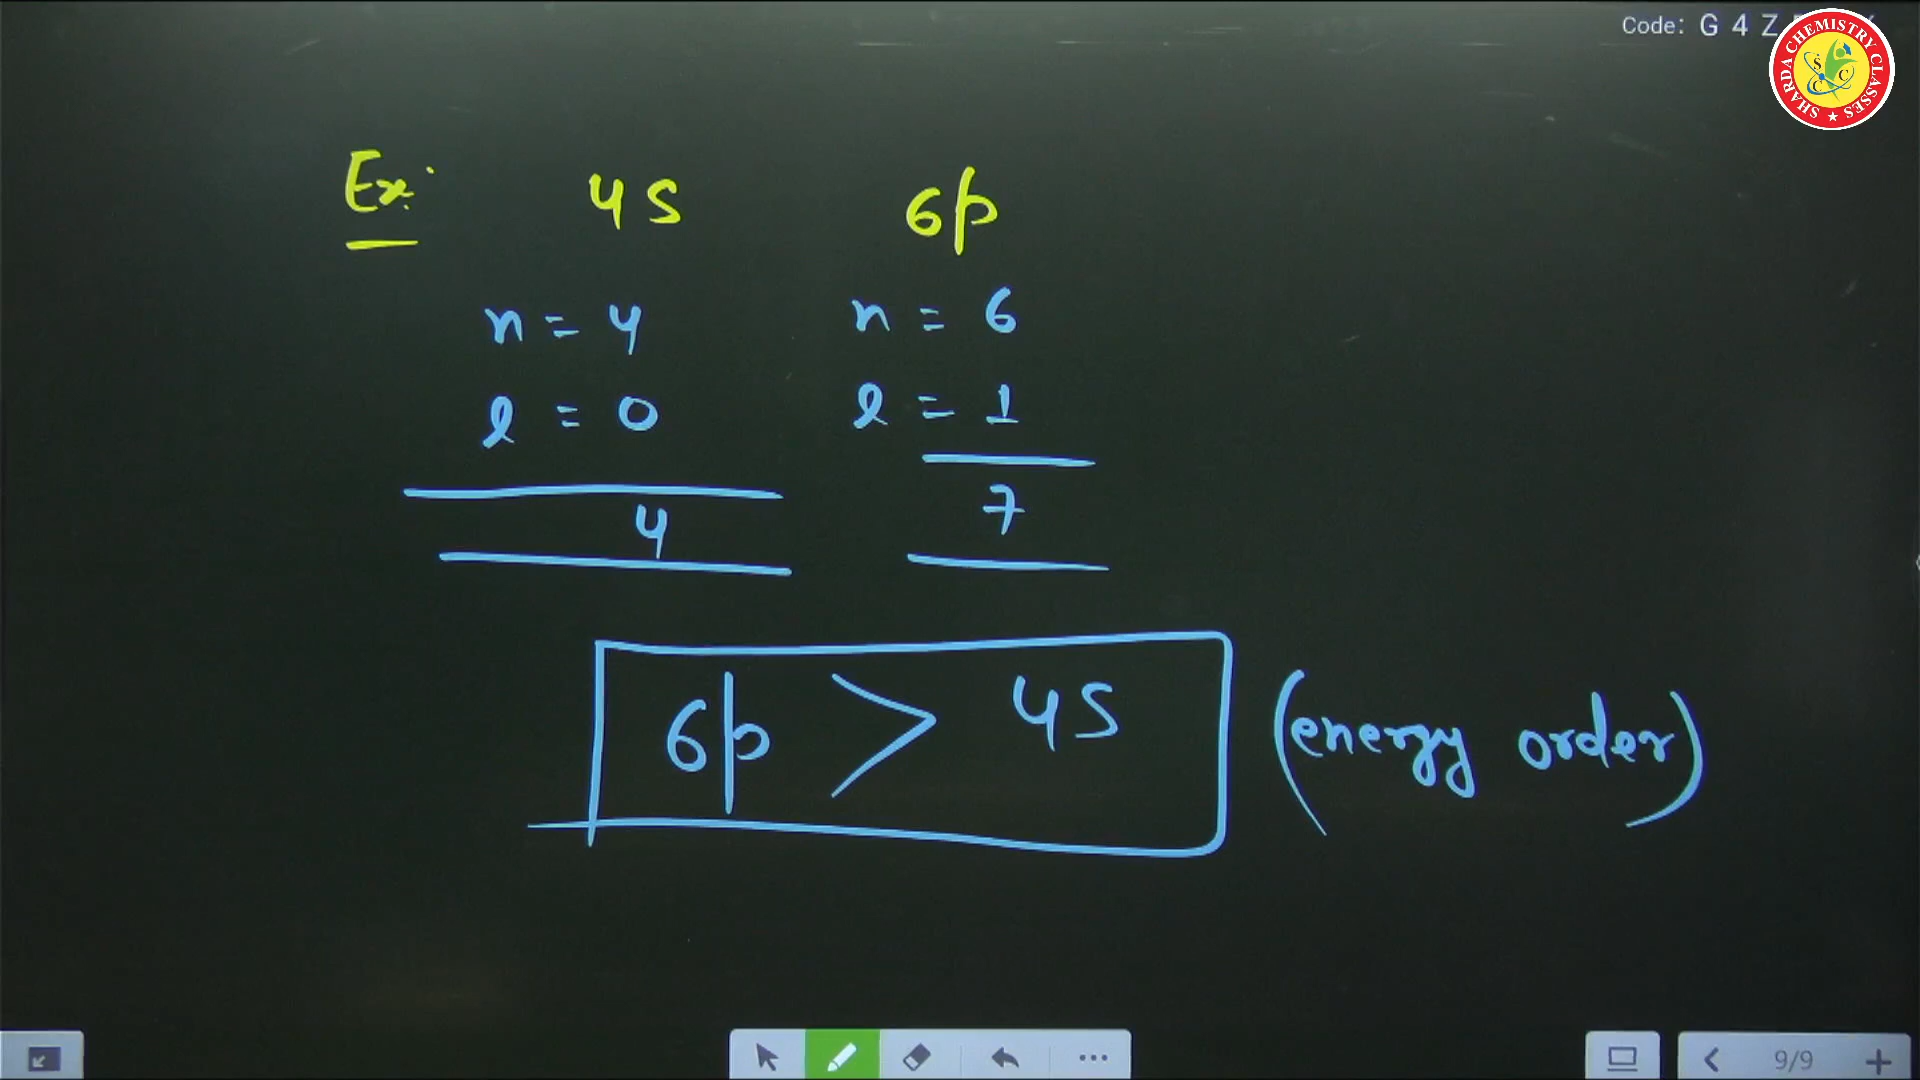 Code: G 4 Z
SHARDA CHEMISTRY CLASSES
S C C
Ex: 4s 6p
n = 4 n = 6
l = 0 l = 1
4 7
6p > 4s (energy order)
9/9